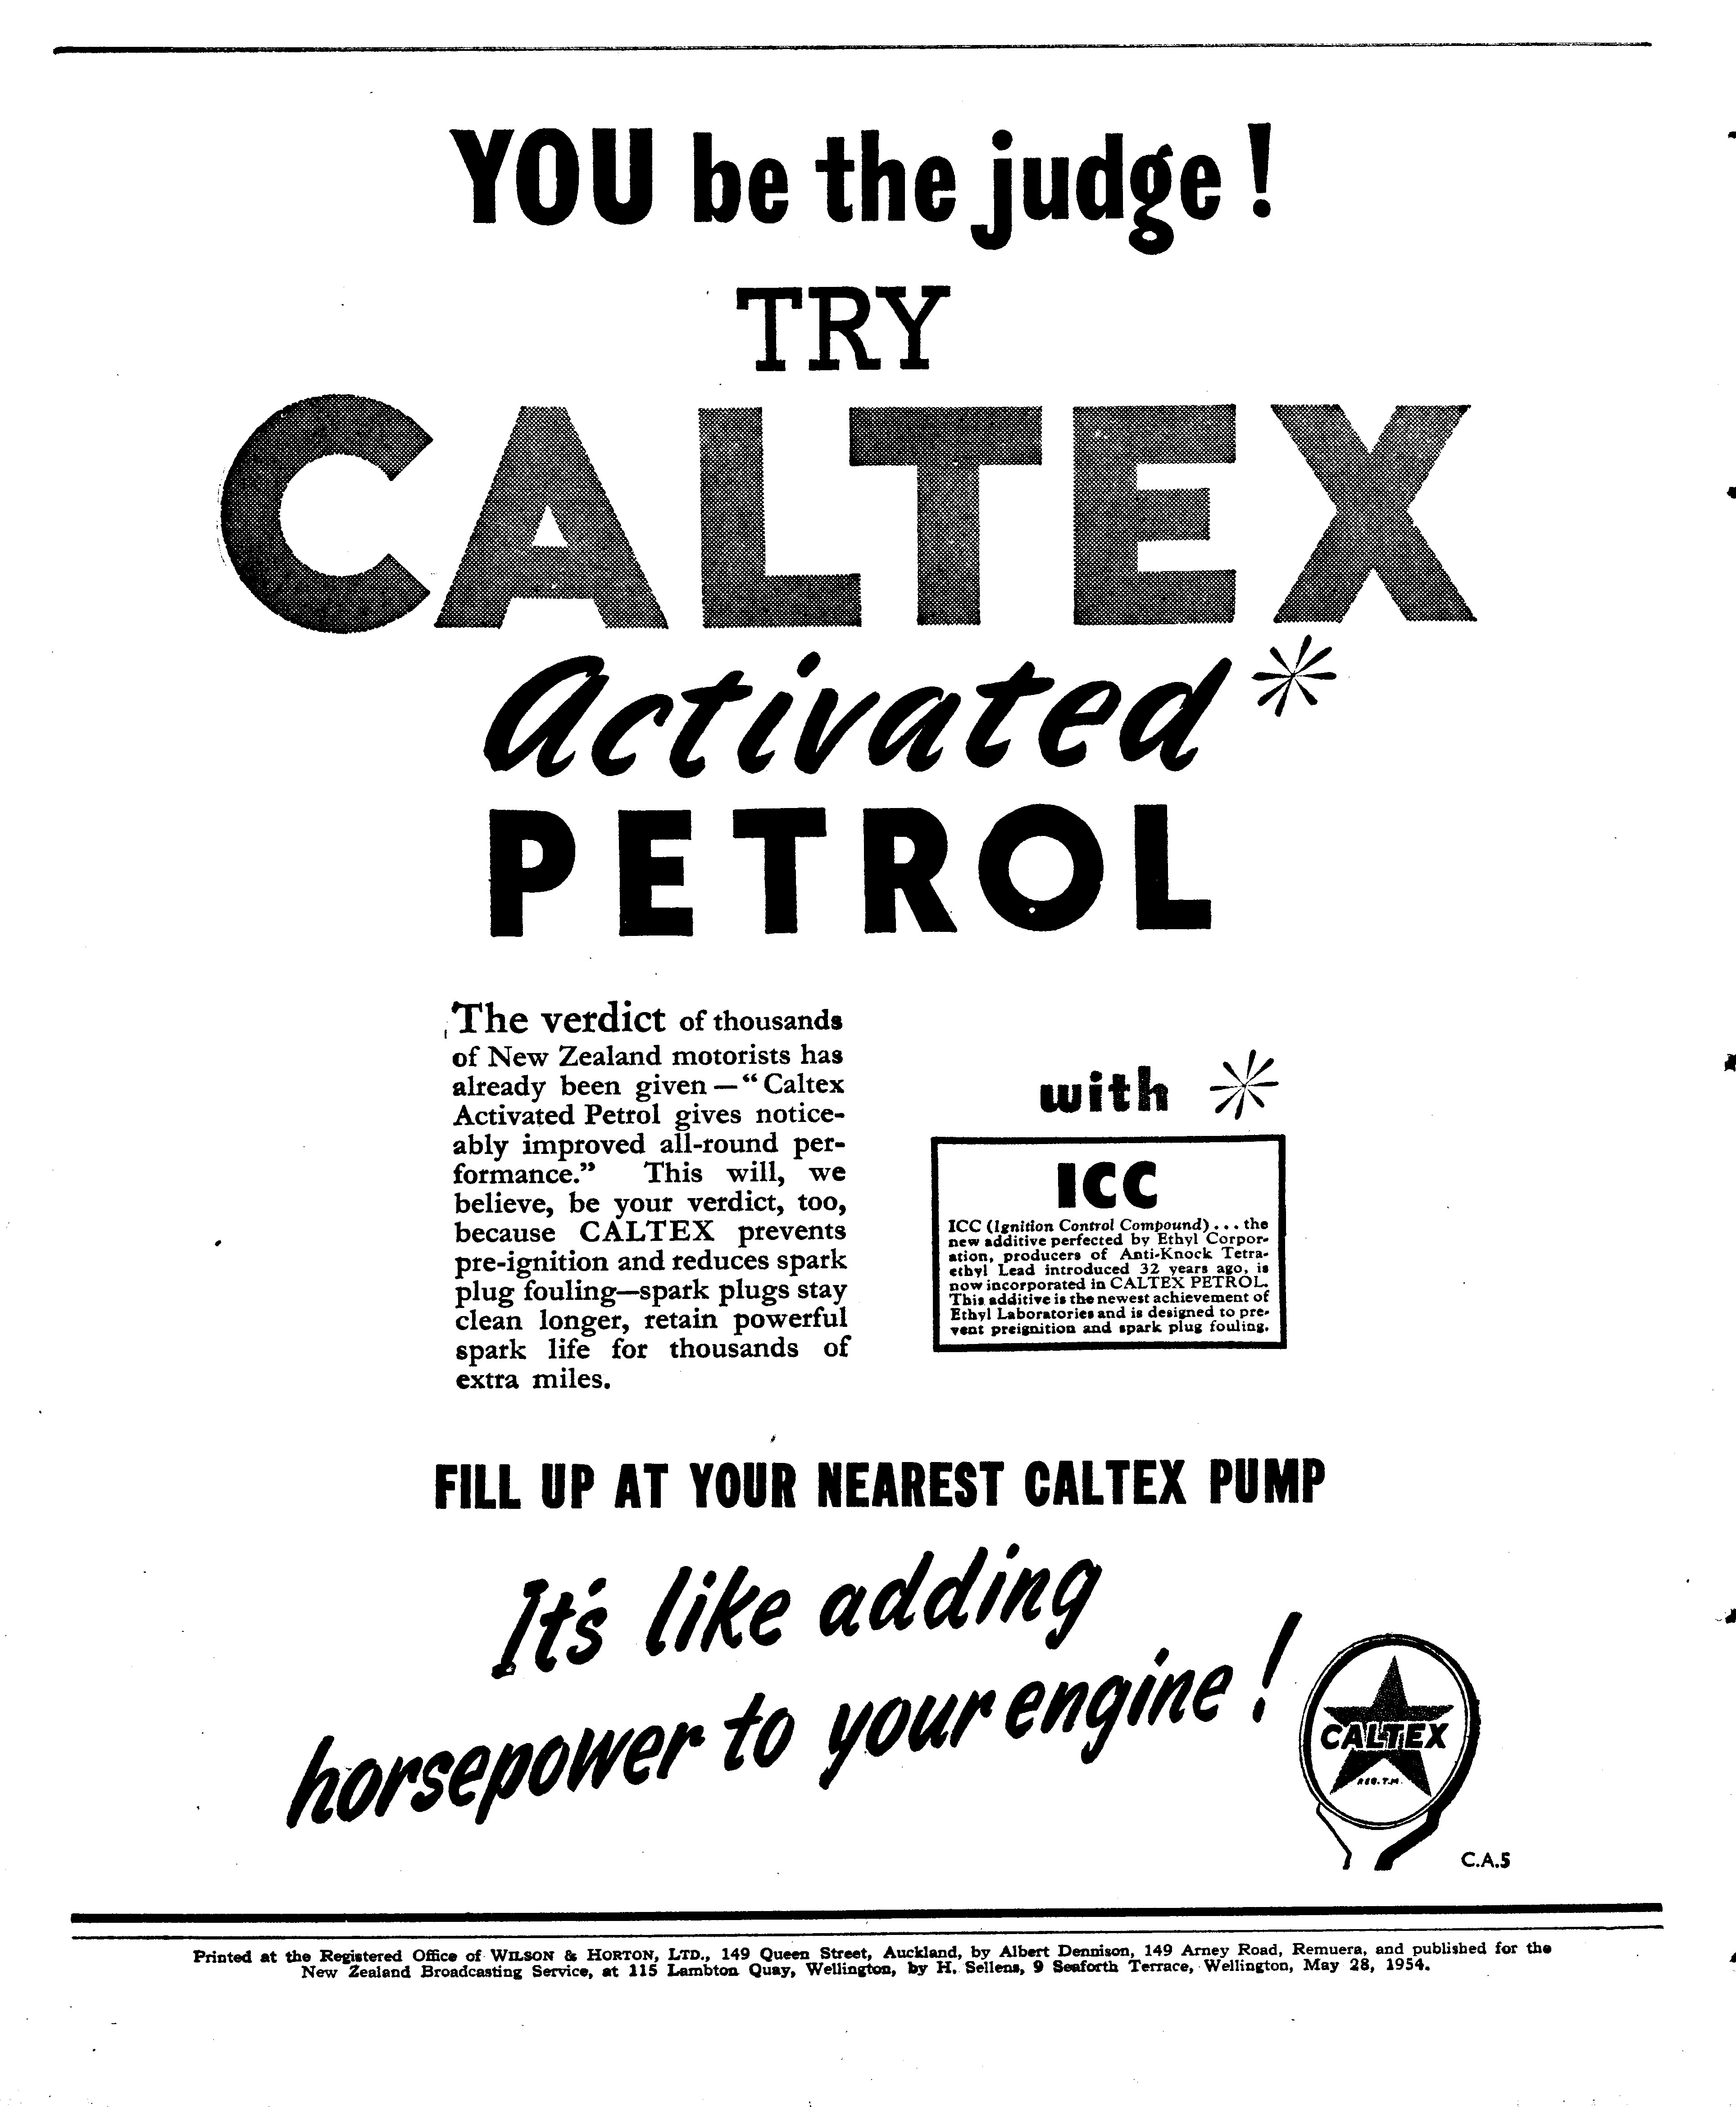 YOU be the judge!
TRY
CALTEX
Activated*
PETROL
The verdict of thousands
of New Zealand motorists has
already been given—“Caltex
Activated Petrol gives notice-
ably improved all-round per-
formance.” This will, we
believe, be your verdict, too,
because CALTEX prevents
pre-ignition and reduces spark
plug fouling—spark plugs stay
clean longer, retain powerful
spark life for thousands of
extra miles.
with *
ICC
ICC (Ignition Control Compound) . . . the
new additive perfected by Ethyl Corpor-
ation, producers of Anti-Knock Tetra-
ethyl Lead introduced 32 years ago, is
now incorporated in CALTEX PETROL.
This additive is the newest achievement of
Ethyl Laboratories and is designed to pre-
vent preignition and spark plug fouling.
FILL UP AT YOUR NEAREST CALTEX PUMP
It's like adding
horsepower to your engine!
CALTEX
REG. T.M.
C.A.5
Printed at the Registered Office of WILSON & HORTON, LTD., 149 Queen Street, Auckland, by Albert Dennison, 149 Arney Road, Remuera, and published for the
New Zealand Broadcasting Service, at 115 Lambton Quay, Wellington, by H. Sellens, 9 Seaforth Terrace, Wellington, May 28, 1954.